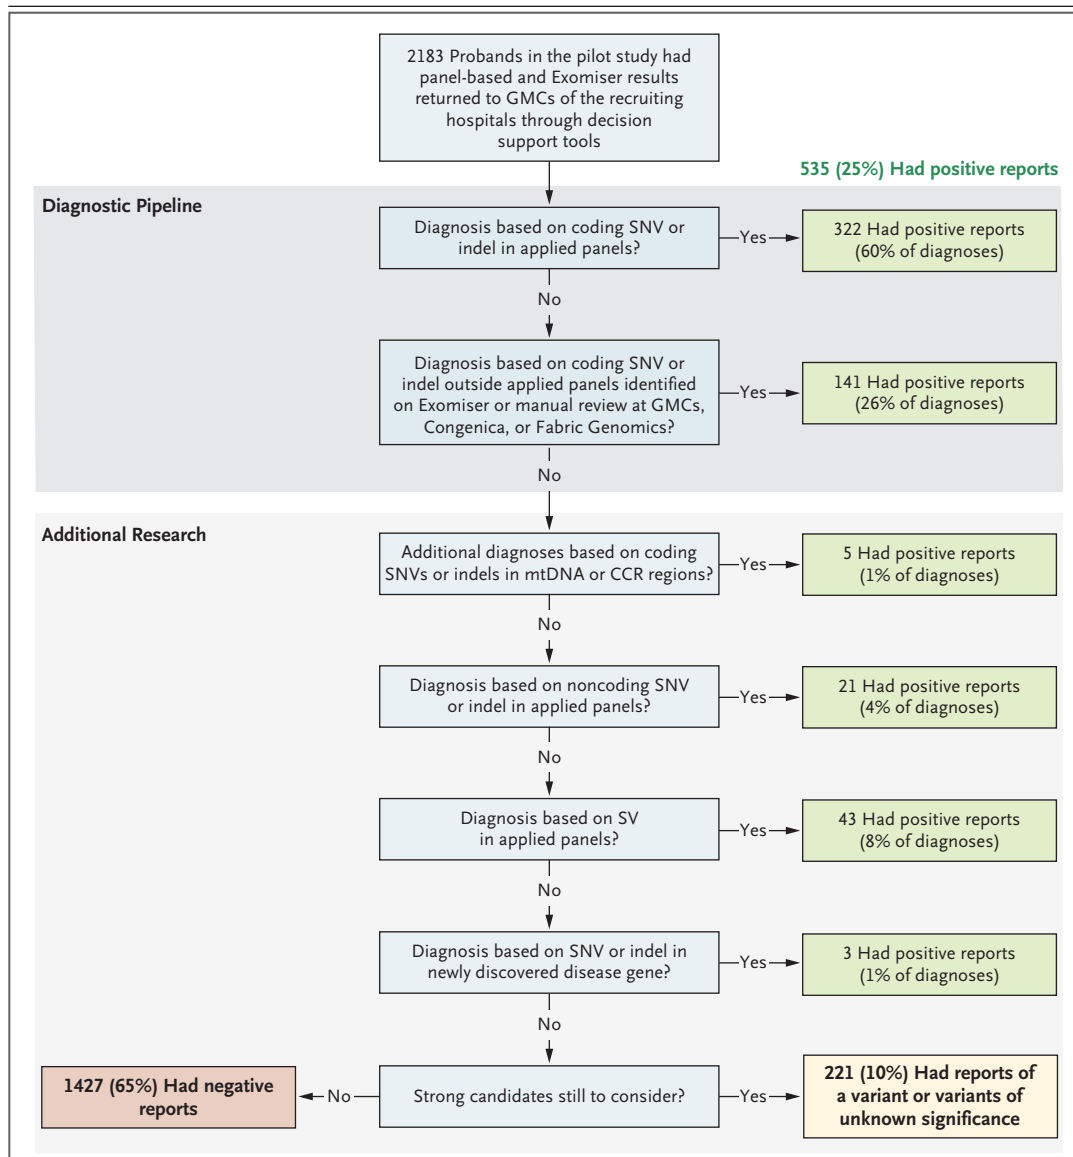 2183 Probands in the pilot study had
panel-based and Exomiser results
returned to GMCs of the recruiting
hospitals through decision
support tools
535 (25%) Had positive reports
Diagnostic Pipeline
Diagnosis based on coding SNV or
indel in applied panels?
Yes
322 Had positive reports
(60% of diagnoses)
No
Diagnosis based on coding SNV or
indel outside applied panels identified
on Exomiser or manual review at GMCs,
Congenica, or Fabric Genomics?
Yes
141 Had positive reports
(26% of diagnoses)
No
Additional Research
Additional diagnoses based on coding
SNVs or indels in mtDNA or CCR regions?
Yes
5 Had positive reports
(1% of diagnoses)
No
Diagnosis based on noncoding SNV
or indel in applied panels?
Yes
21 Had positive reports
(4% of diagnoses)
No
Diagnosis based on SV
in applied panels?
Yes
43 Had positive reports
(8% of diagnoses)
No
Diagnosis based on SNV or indel in
newly discovered disease gene?
Yes
3 Had positive reports
(1% of diagnoses)
No
1427 (65%) Had negative
reports
No
Strong candidates still to consider?
Yes
221 (10%) Had reports of
a variant or variants of
unknown significance